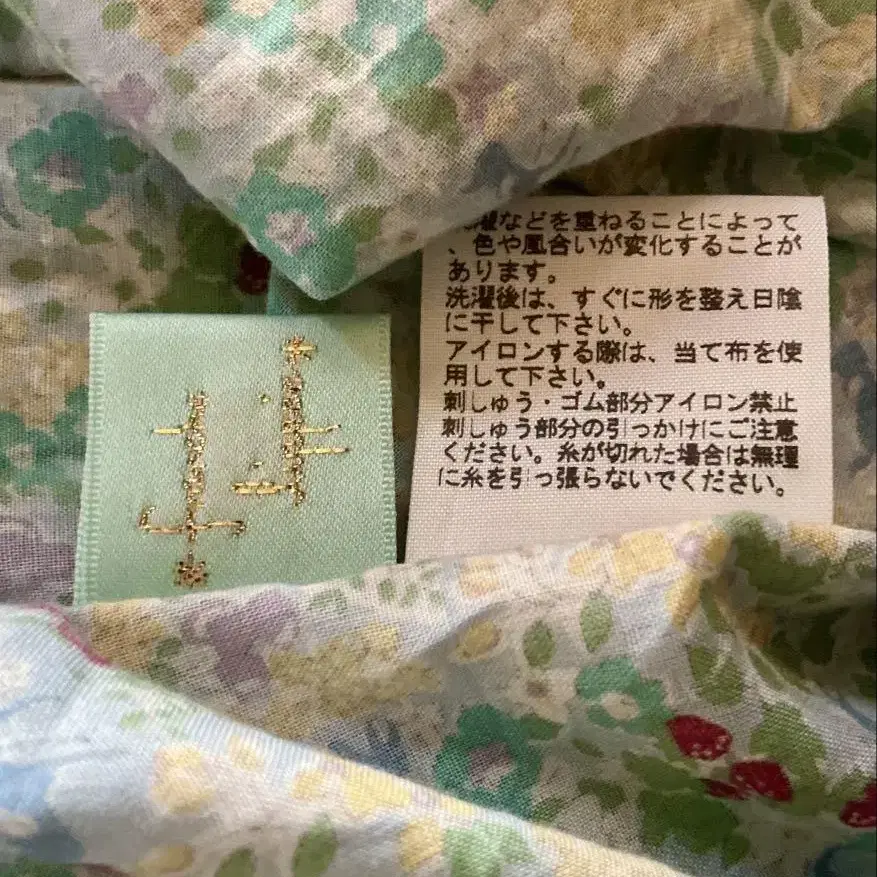 濯などを重ねることによって
、色や風合いが変化することが
あります。
洗濯後は、すぐに形を整え日陰
に干して下さい。
アイロンする際は、当て布を使
用して下さい。
刺しゅう・ゴム部分アイロン禁止
刺しゅう部分の引っかけにご注意
ください。糸が切れた場合は無理
に糸を引っ張らないでください。